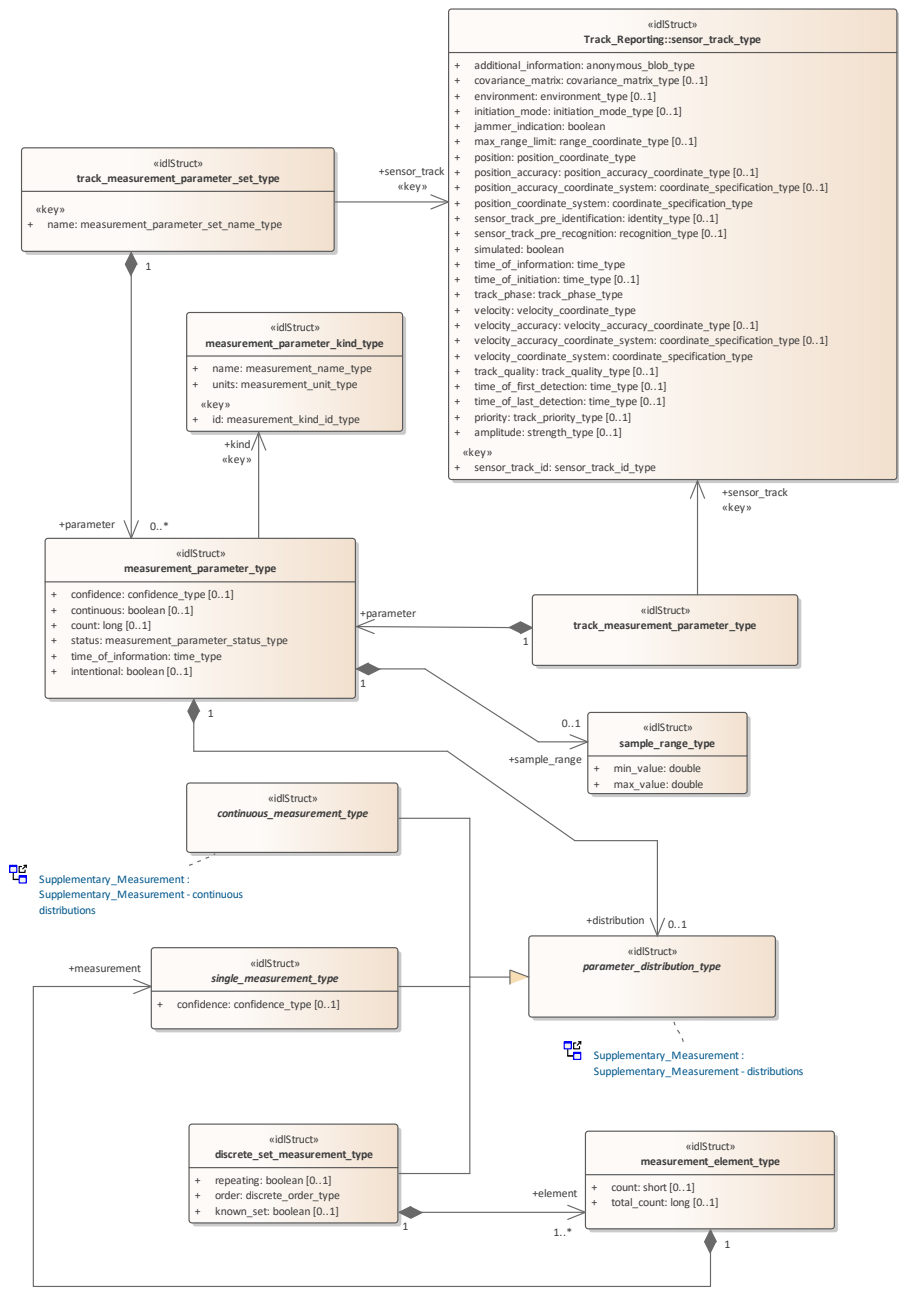 «idlStruct»
Track_Reporting::sensor_track_type
+ additional_information: anonymous_blob_type
+ covariance_matrix: covariance_matrix_type [0..1]
+ environment: environment_type [0..1]
+ initiation_mode: initiation_mode_type [0..1]
+ jammer_indication: boolean
+ max_range_limit: range_coordinate_type [0..1]
+ position: position_coordinate_type
+ position_accuracy: position_accuracy_coordinate_type [0..1]
+ position_accuracy_coordinate_system: coordinate_specification_type [0..1]
+ position_coordinate_system: coordinate_specification_type
+ sensor_track_pre_identification: identity_type [0..1]
+ sensor_track_pre_recognition: recognition_type [0..1]
+ simulated: boolean
+ time_of_information: time_type
+ time_of_initiation: time_type [0..1]
+ track_phase: track_phase_type
+ velocity: velocity_coordinate_type
+ velocity_accuracy: velocity_accuracy_coordinate_type [0..1]
+ velocity_accuracy_coordinate_system: coordinate_specification_type [0..1]
+ velocity_coordinate_system: coordinate_specification_type
+ track_quality: track_quality_type [0..1]
+ time_of_first_detection: time_type [0..1]
+ time_of_last_detection: time_type [0..1]
+ priority: track_priority_type [0..1]
+ amplitude: strength_type [0..1]
«key»
+ sensor_track_id: sensor_track_id_type
«idlStruct»
track_measurement_parameter_set_type
«key»
+ name: measurement_parameter_set_name_type
+sensor_track
«key»
1
«idlStruct»
measurement_parameter_kind_type
+ name: measurement_name_type
+ units: measurement_unit_type
«key»
+ id: measurement_kind_id_type
+kind
«key»
+sensor_track
«key»
+parameter
0..*
«idlStruct»
measurement_parameter_type
+ confidence: confidence_type [0..1]
+ continuous: boolean [0..1]
+ count: long [0..1]
+ status: measurement_parameter_status_type
+ time_of_information: time_type
+ intentional: boolean [0..1]
+parameter
1
«idlStruct»
track_measurement_parameter_type
1
0..1
+sample_range
«idlStruct»
sample_range_type
+ min_value: double
+ max_value: double
1
«idlStruct»
continuous_measurement_type
Supplementary_Measurement :
Supplementary_Measurement - continuous
distributions
+distribution
0..1
«idlStruct»
parameter_distribution_type
+measurement
«idlStruct»
single_measurement_type
+ confidence: confidence_type [0..1]
Supplementary_Measurement :
Supplementary_Measurement - distributions
«idlStruct»
discrete_set_measurement_type
+ repeating: boolean [0..1]
+ order: discrete_order_type
+ known_set: boolean [0..1]
1
+element
1..*
«idlStruct»
measurement_element_type
+ count: short [0..1]
+ total_count: long [0..1]
1